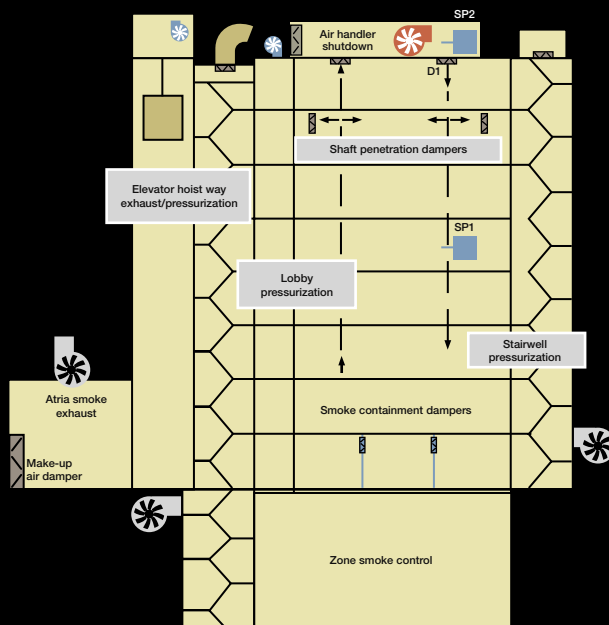 SP2
Air handler
shutdown
D1
Shaft penetration dampers
Elevator hoist way
exhaust/pressurization
SP1
Lobby
pressurization
Stairwell
pressurization
Atria smoke
exhaust
Smoke containment dampers
Make-up
air damper
Zone smoke control